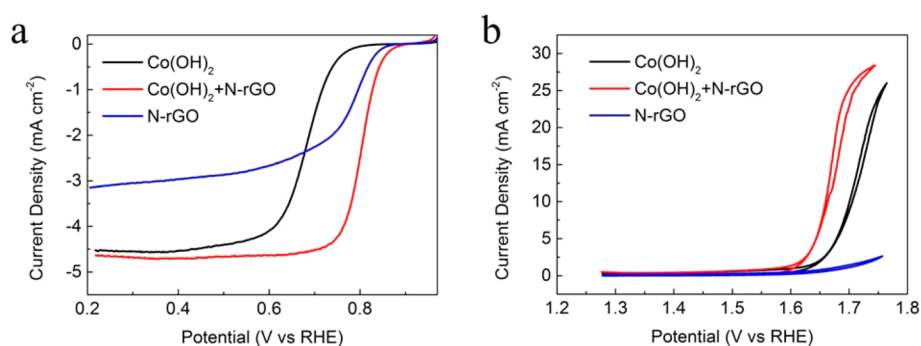 a
0
-1
-2
-3
-4
-5
Current Density (mA cm-2)
Co(OH)2
Co(OH)2+N-rGO
N-rGO
0.2 0.4 0.6 0.8
Potential (V vs RHE)
b
30
25
20
15
10
5
0
Current Density (mA cm-2)
Co(OH)2
Co(OH)2+N-rGO
N-rGO
1.2 1.3 1.4 1.5 1.6 1.7 1.8
Potential (V vs RHE)